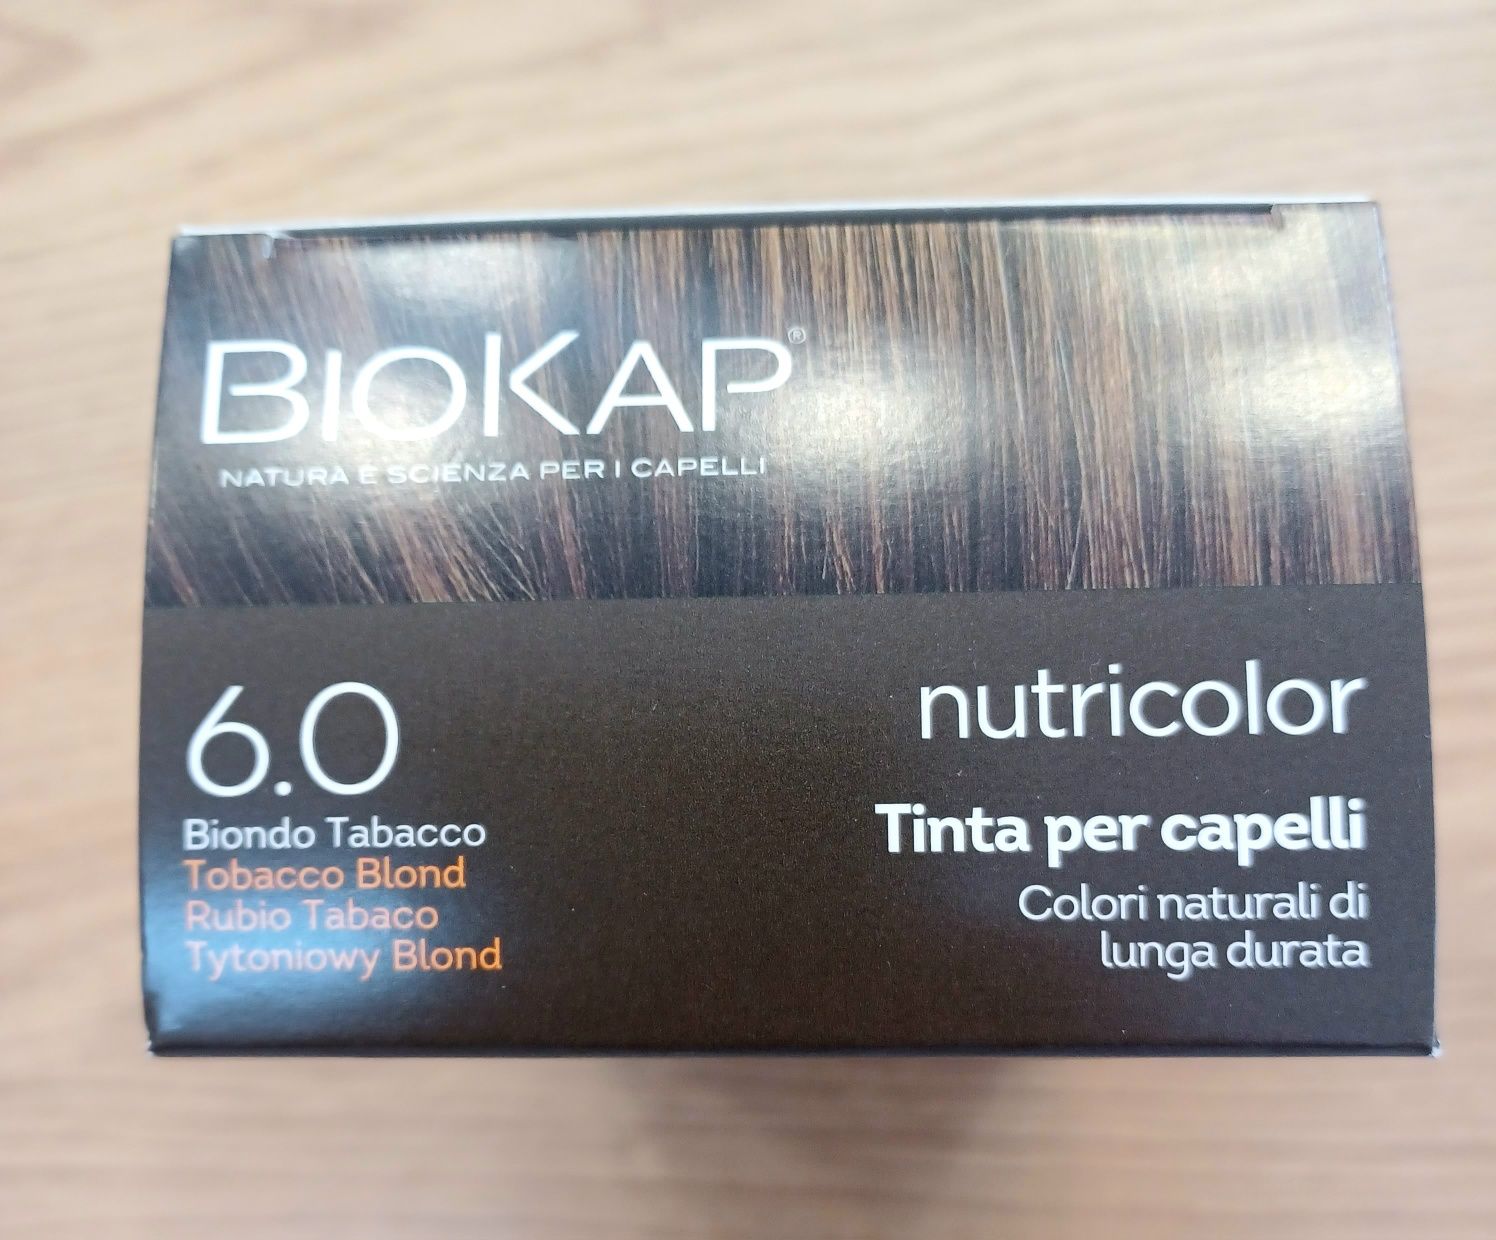 BIOKAP®
NATURA E SCIENZA PER I CAPELLI
6.0
Biondo Tabacco
Tobacco Blond
Rubio Tabaco
Tytoniowy Blond
nutricolor
Tinta per capelli
Colori naturali di
lunga durata